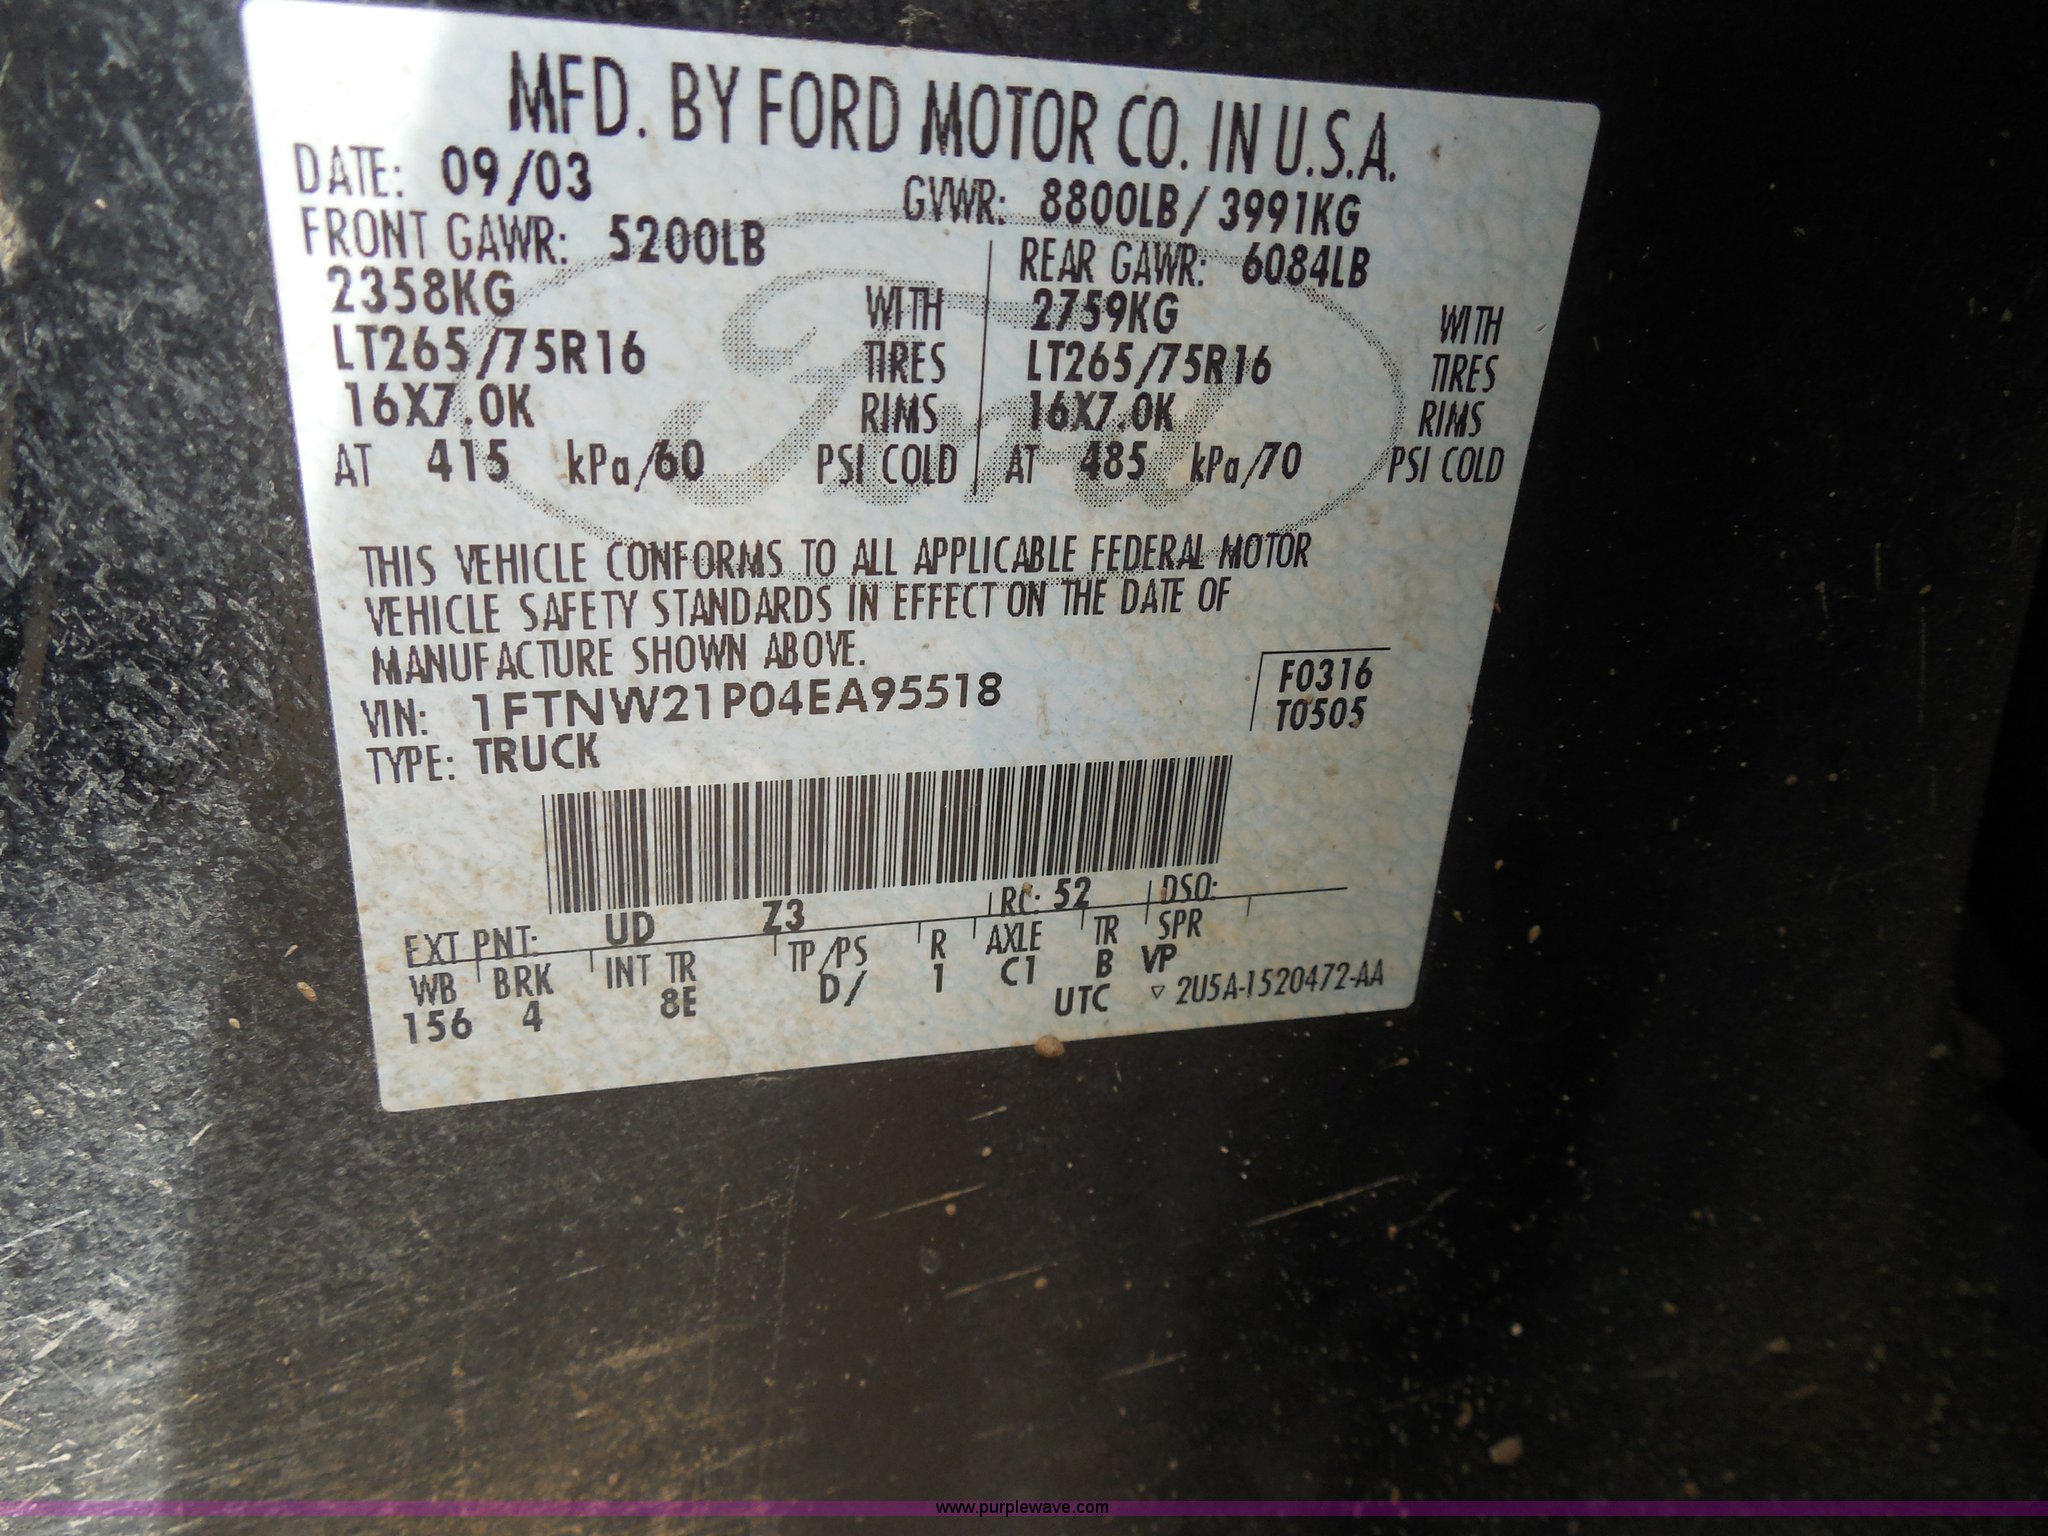 MFD. BY FORD MOTOR CO. IN U.S.A.
DATE: 09/03 GVWR: 8800LB/ 3991KG
FRONT GAWR: 5200LB REAR GAWR: 6084LB
2358KG WITH 2759KG WITH
LT265/75R16 TIRES LT265/75R16 TIRES
16X7.0K RIMS 16X7.0K RIMS
AT 415 kPa/60 PSI COLD AT 485 kPa/70 PSI COLD
Ford
THIS VEHICLE CONFORMS TO ALL APPLICABLE FEDERAL MOTOR
VEHICLE SAFETY STANDARDS IN EFFECT ON THE DATE OF
MANUFACTURE SHOWN ABOVE.
VIN: 1FTNW21P04EA95518 F0316
TYPE: TRUCK T0505
EXT PNT: UD Z3 RC: 52 DSO:
WB BRK INT TR TP/PS R AXLE TR SPR
156 4 8E D/ 1 C1 B VP
UTC ▽ 2U5A-1520472-AA
www.purplewave.com